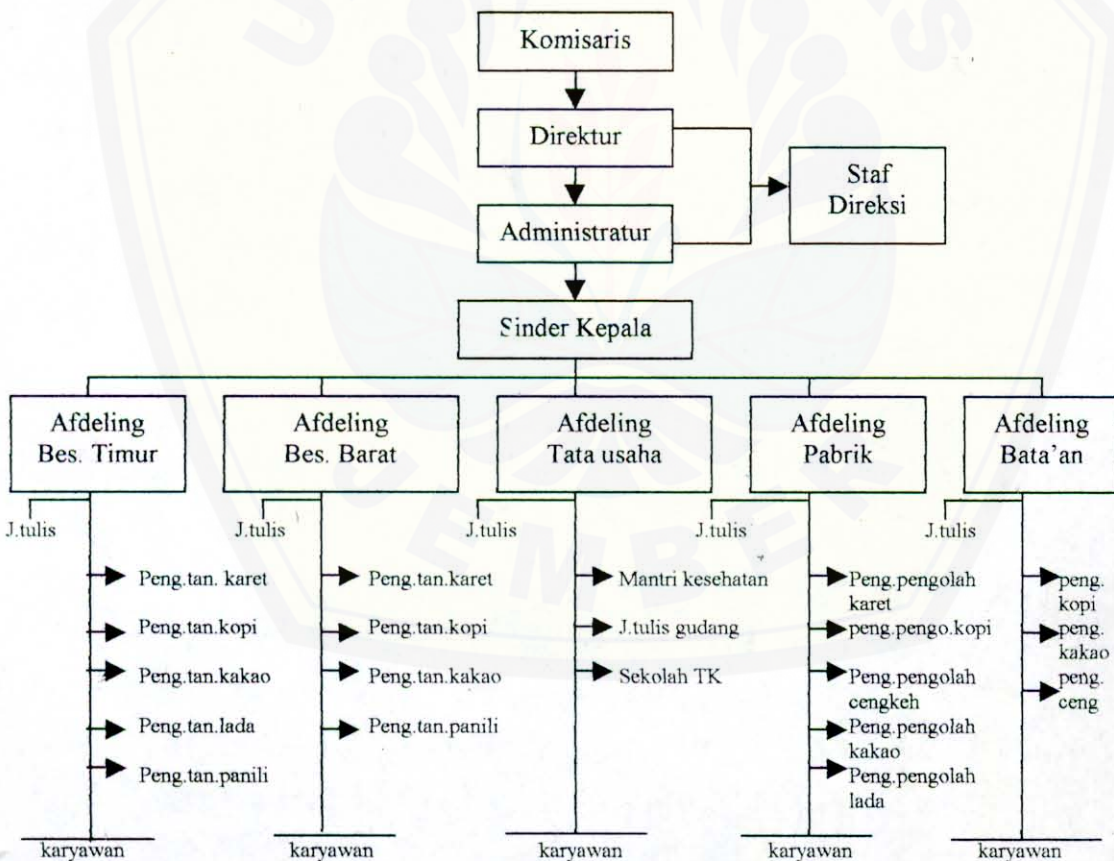 UNIVERSITAS
Komisaris
Direktur
Staf
Direksi
Administratur
Sinder Kepala
Afdeling
Bes. Timur
Afdeling
Bes. Barat
Afdeling
Tata usaha
Afdeling
Pabrik
Afdeling
Bata'an
J.tulis
J.tulis
J.tulis
J.tulis
J.tulis
Peng.tan. karet
Peng.tan.kopi
Peng.tan.kakao
Peng.tan.lada
Peng.tan.panili
Peng.tan.karet
Peng.tan.kopi
Peng.tan.kakao
Peng.tan.panili
Mantri kesehatan
J.tulis gudang
Sekolah TK
Peng.pengolah
karet
peng.pengo.kopi
Peng.pengolah
cengkeh
Peng.pengolah
kakao
Peng.pengolah
lada
peng.
kopi
peng.
kakao
peng.
ceng
karyawan
karyawan
karyawan
karyawan
karyawan
JEMBER